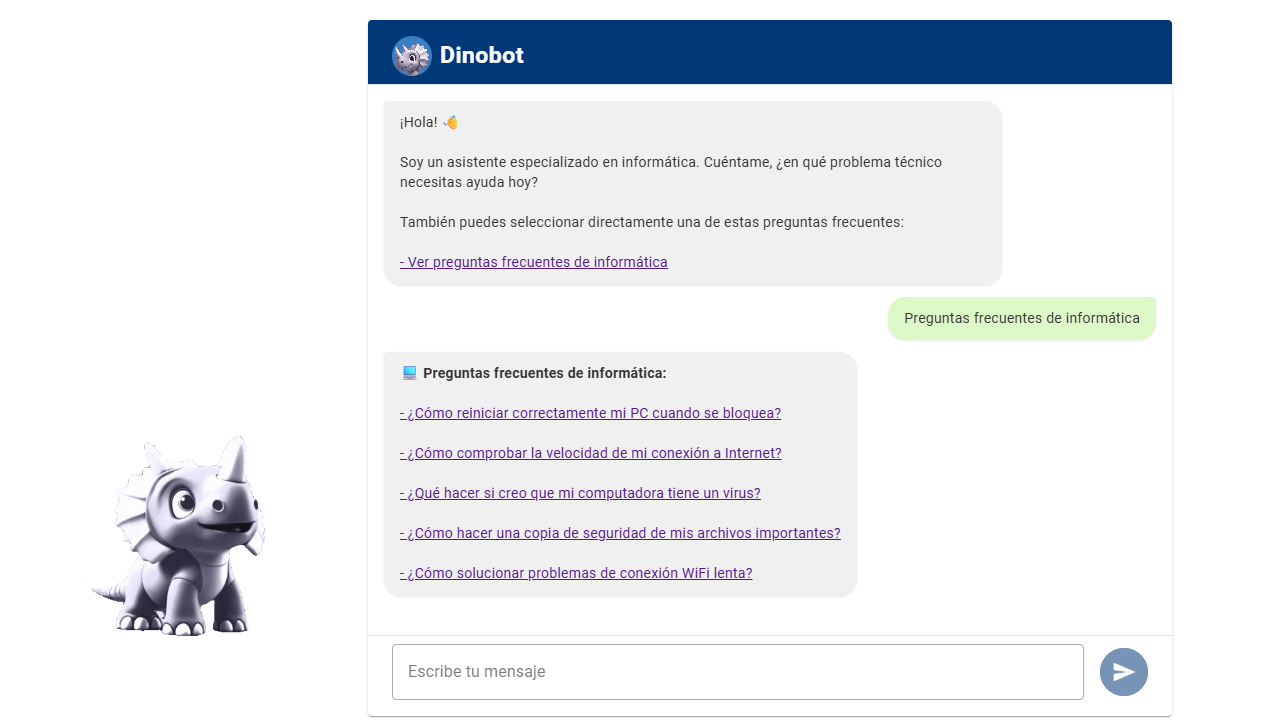 Dinobot
¡Hola! 👋
Soy un asistente especializado en informática. Cuéntame, ¿en qué problema técnico
necesitas ayuda hoy?
También puedes seleccionar directamente una de estas preguntas frecuentes:
- Ver preguntas frecuentes de informática
Preguntas frecuentes de informática
💻 Preguntas frecuentes de informática:
- ¿Cómo reiniciar correctamente mi PC cuando se bloquea?
- ¿Cómo comprobar la velocidad de mi conexión a Internet?
- ¿Qué hacer si creo que mi computadora tiene un virus?
- ¿Cómo hacer una copia de seguridad de mis archivos importantes?
- ¿Cómo solucionar problemas de conexión WiFi lenta?
Escribe tu mensaje